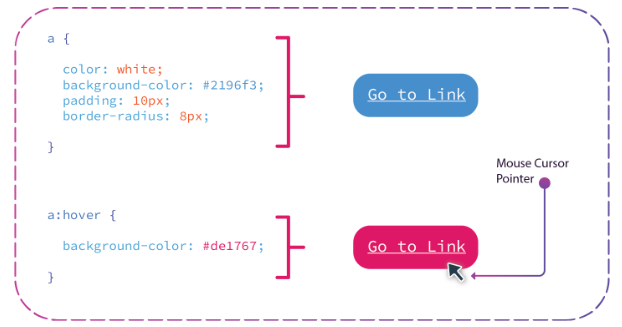 a {
color: white;
background-color: #2196f3;
padding: 10px;
border-radius: 8px;
}
Go to Link
Mouse Cursor
Pointer
a:hover {
background-color: #de1767;
}
Go to Link